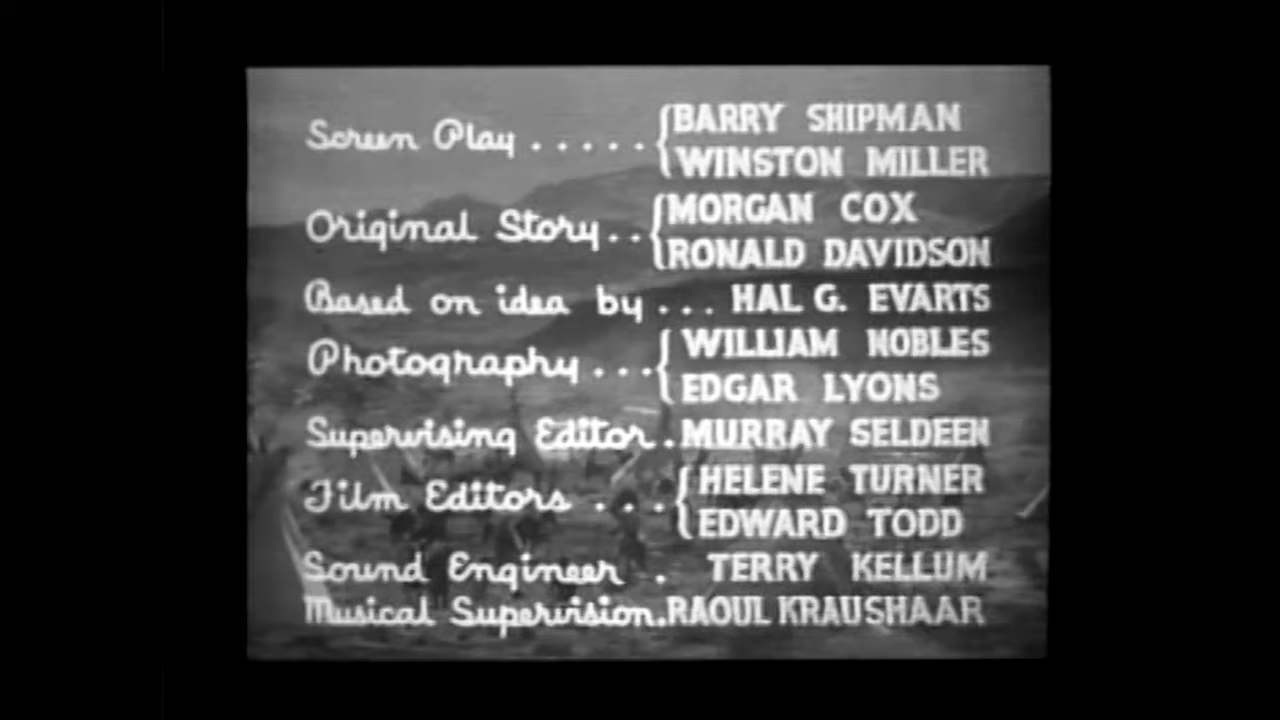 Screen Play.....{BARRY SHIPMAN
WINSTON MILLER
Original Story..{MORGAN COX
RONALD DAVIDSON
Based on idea by...HAL G. EVARTS
Photography...{WILLIAM NOBLES
EDGAR LYONS
Supervising Editor.MURRAY SELDEEN
Film Editors...{HELENE TURNER
EDWARD TODD
Sound Engineer.TERRY KELLUM
Musical Supervision.RAOUL KRAUSHAAR